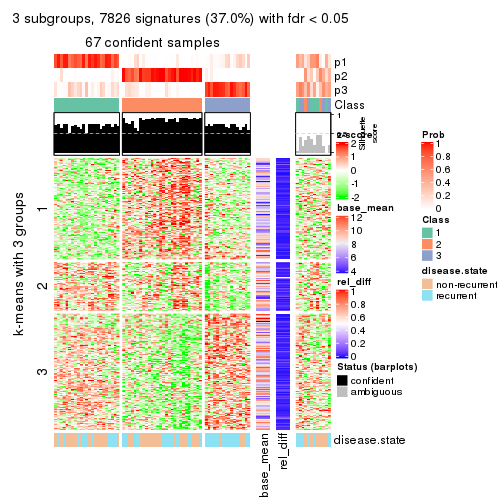 3 subgroups, 7826 signatures (37.0%) with fdr < 0.05
67 confident samples
p1
p2
p3
Class
1
Silhouette
score
k-means with 3 groups
1
2
3
z-score
2
1
0
-1
-2
base_mean
12
10
8
6
4
rel_diff
1
0.8
0.6
0.4
0.2
0
Status (barplots)
confident
ambiguous
Prob
1
0.8
0.6
0.4
0.2
0
Class
1
2
3
disease.state
non-recurrent
recurrent
disease.state
base_mean
rel_diff